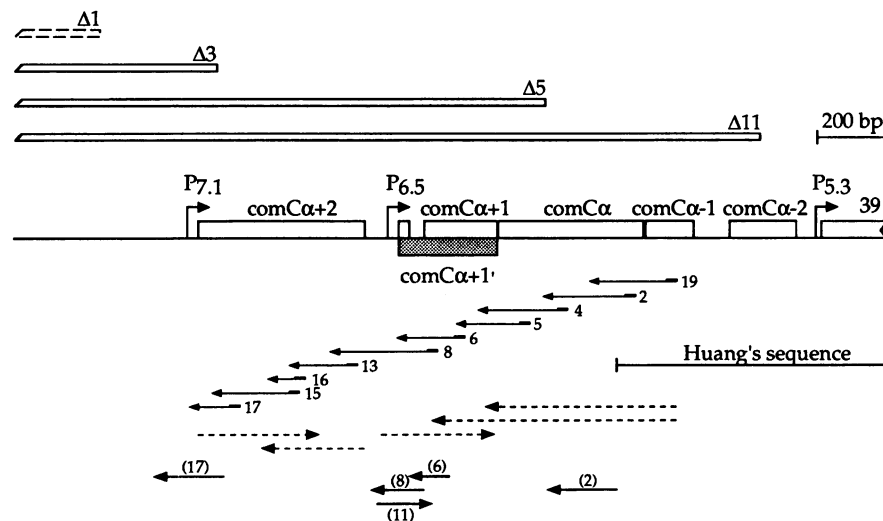 Δ1
Δ3
Δ5
Δ11
200 bp
P7.1
P6.5
P5.3
comCα+2
comCα+1
comCα
comCα-1
comCα-2
39
comCα+1'
19
2
4
5
6
8
Huang's sequence
13
16
15
17
(17)
(6)
(8)
(2)
(11)